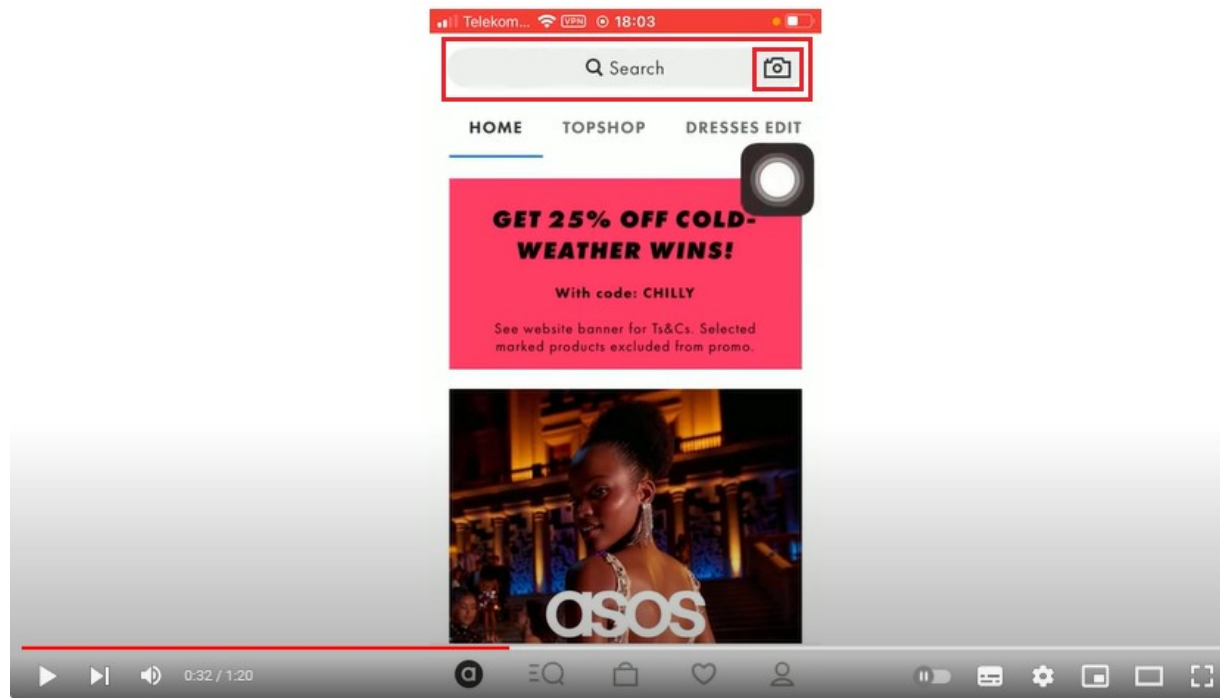 Telekom... VPN 18:03
Search
HOME TOPSHOP DRESSES EDIT
GET 25% OFF COLD-
WEATHER WINS!
With code: CHILLY
See website banner for Ts&Cs. Selected
marked products excluded from promo.
asos
0:32 / 1:20